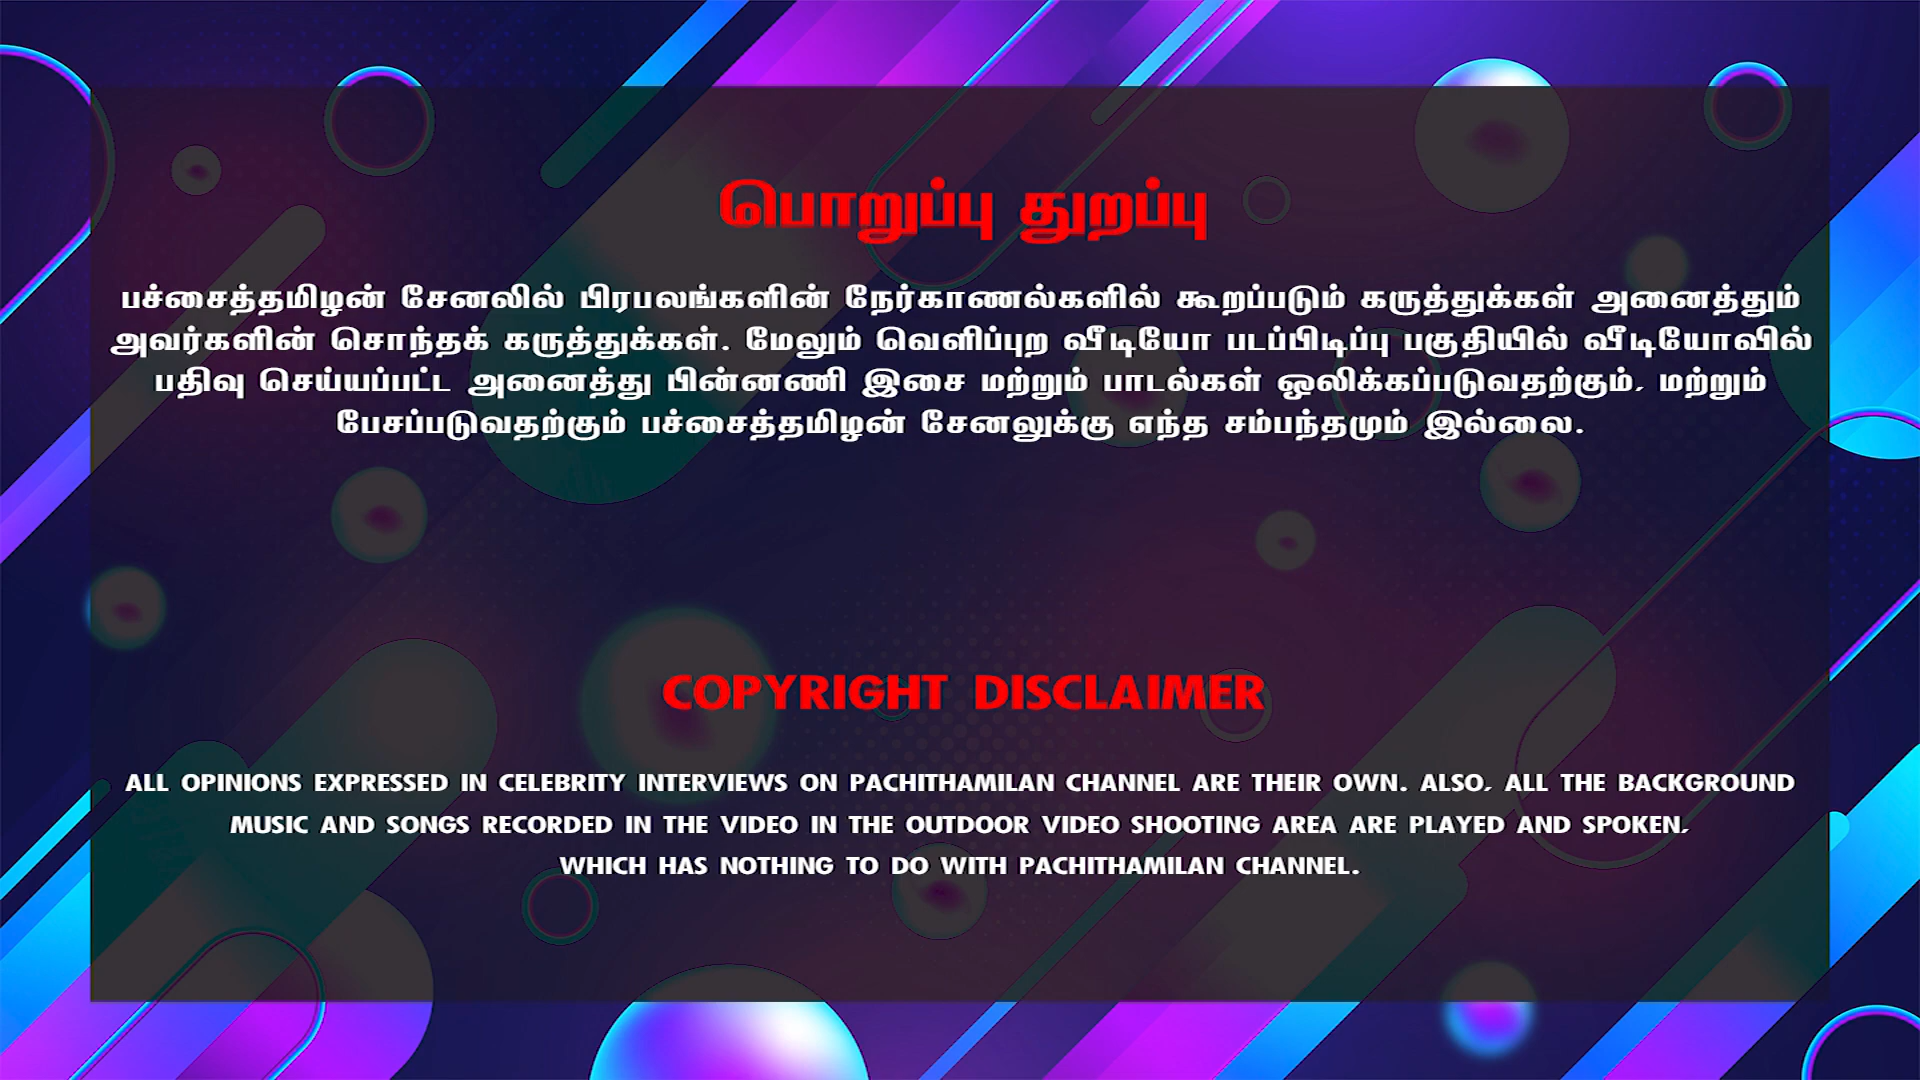 பொறுப்பு துறப்பு
பச்சைத்தமிழன் சேனலில் பிரபலங்களின் நேர்காணல்களில் கூறப்படும் கருத்துக்கள் அனைத்தும்
அவர்களின் சொந்தக் கருத்துக்கள். மேலும் வெளிப்புற வீடியோ படப்பிடிப்பு பகுதியில் வீடியோவில்
பதிவு செய்யப்பட்ட அனைத்து பின்னணி இசை மற்றும் பாடல்கள் ஒலிக்கப்படுவதற்கும், மற்றும்
பேசப்படுவதற்கும் பச்சைத்தமிழன் சேனலுக்கு எந்த சம்பந்தமும் இல்லை.
COPYRIGHT DISCLAIMER
ALL OPINIONS EXPRESSED IN CELEBRITY INTERVIEWS ON PACHITHAMILAN CHANNEL ARE THEIR OWN. ALSO, ALL THE BACKGROUND
MUSIC AND SONGS RECORDED IN THE VIDEO IN THE OUTDOOR VIDEO SHOOTING AREA ARE PLAYED AND SPOKEN,
WHICH HAS NOTHING TO DO WITH PACHITHAMILAN CHANNEL.